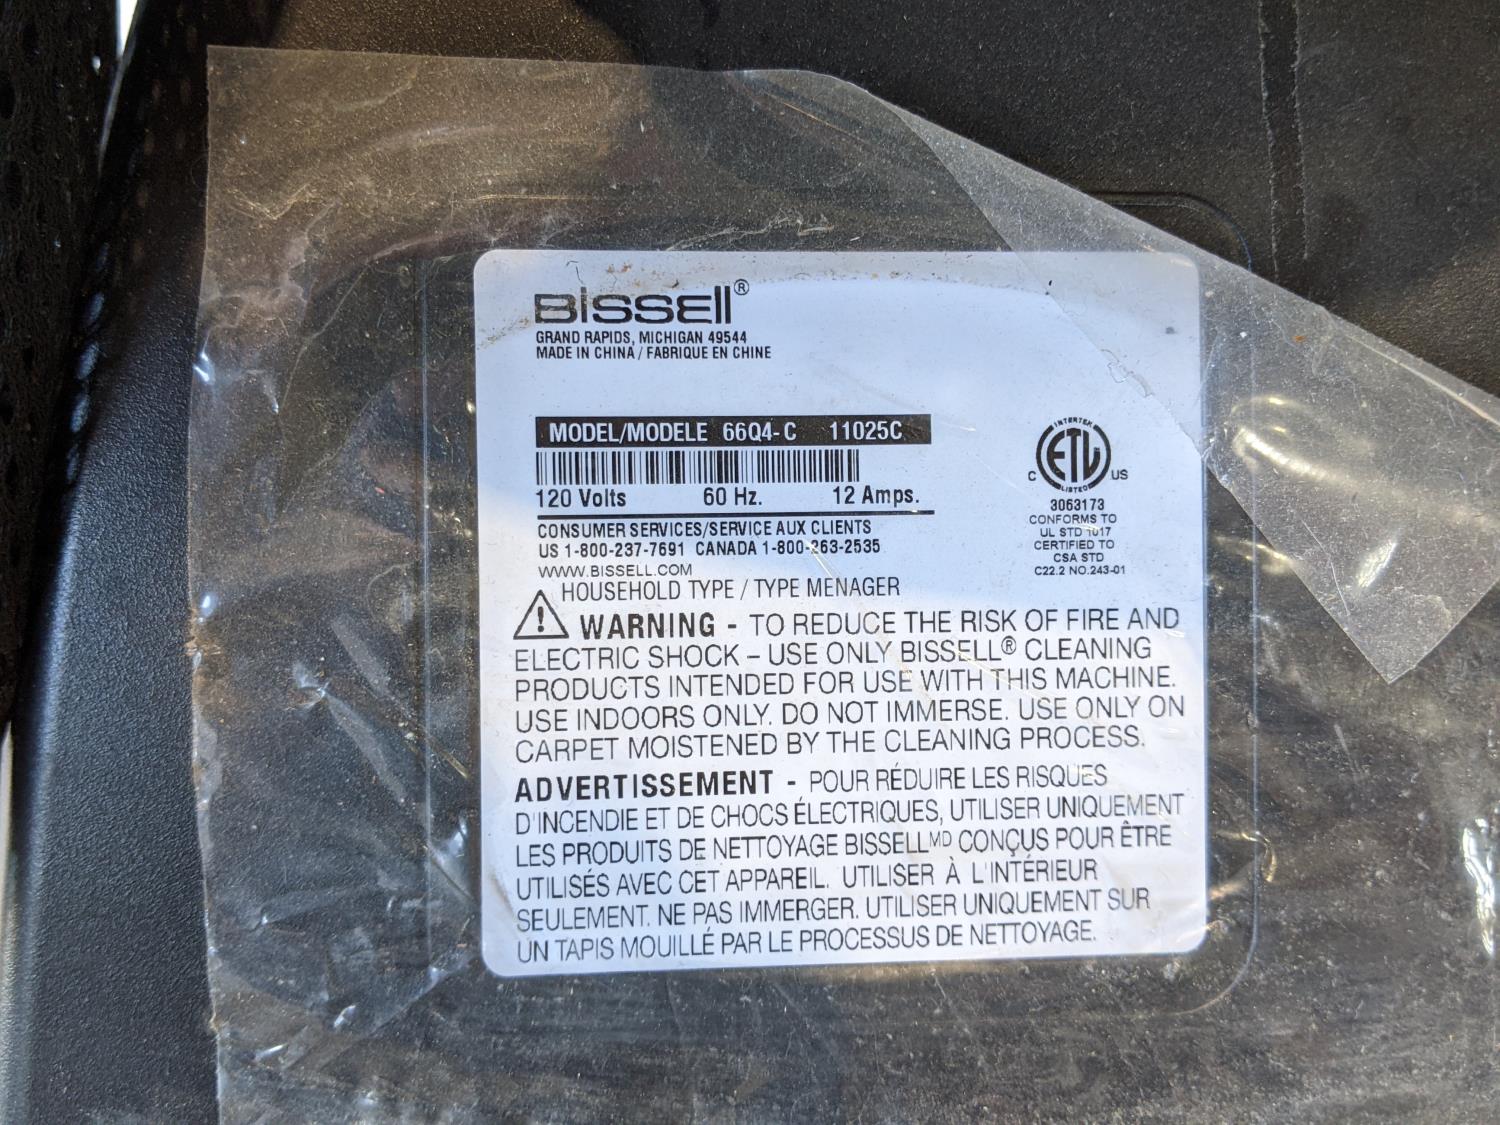 BISSELL®
GRAND RAPIDS, MICHIGAN 49544
MADE IN CHINA / FABRIQUE EN CHINE
MODEL/MODELE 66Q4-C 11025C
120 Volts 60 Hz. 12 Amps.
CONSUMER SERVICES/SERVICE AUX CLIENTS
US 1-800-237-7691 CANADA 1-800-263-2535
WWW.BISSELL.COM
HOUSEHOLD TYPE / TYPE MENAGER
INTERTEK
C ETL US
LISTED
3063173
CONFORMS TO
UL STD 1017
CERTIFIED TO
CSA STD
C22.2 NO.243-01
WARNING - TO REDUCE THE RISK OF FIRE AND
ELECTRIC SHOCK – USE ONLY BISSELL® CLEANING
PRODUCTS INTENDED FOR USE WITH THIS MACHINE.
USE INDOORS ONLY. DO NOT IMMERSE. USE ONLY ON
CARPET MOISTENED BY THE CLEANING PROCESS.
ADVERTISSEMENT - POUR RÉDUIRE LES RISQUES
D'INCENDIE ET DE CHOCS ÉLECTRIQUES, UTILISER UNIQUEMENT
LES PRODUITS DE NETTOYAGE BISSELLMD CONÇUS POUR ÊTRE
UTILISÉS AVEC CET APPAREIL. UTILISER À L'INTÉRIEUR
SEULEMENT. NE PAS IMMERGER. UTILISER UNIQUEMENT SUR
UN TAPIS MOUILLÉ PAR LE PROCESSUS DE NETTOYAGE.